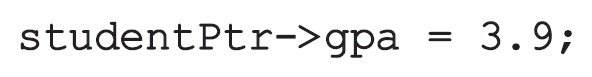 studentPtr->gpa = 3.9;